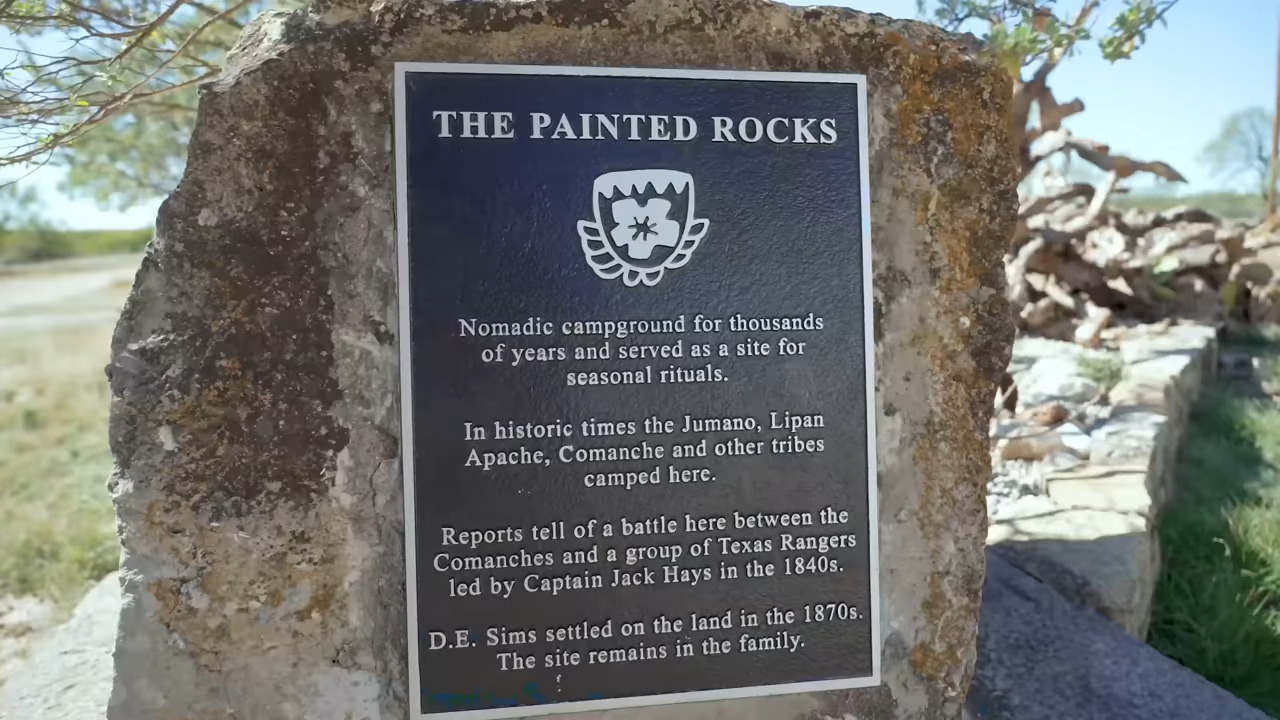 THE PAINTED ROCKS
Nomadic campground for thousands
of years and served as a site for
seasonal rituals.
In historic times the Jumano, Lipan
Apache, Comanche and other tribes
camped here.
Reports tell of a battle here between the
Comanches and a group of Texas Rangers
led by Captain Jack Hays in the 1840s.
D.E. Sims settled on the land in the 1870s.
The site remains in the family.